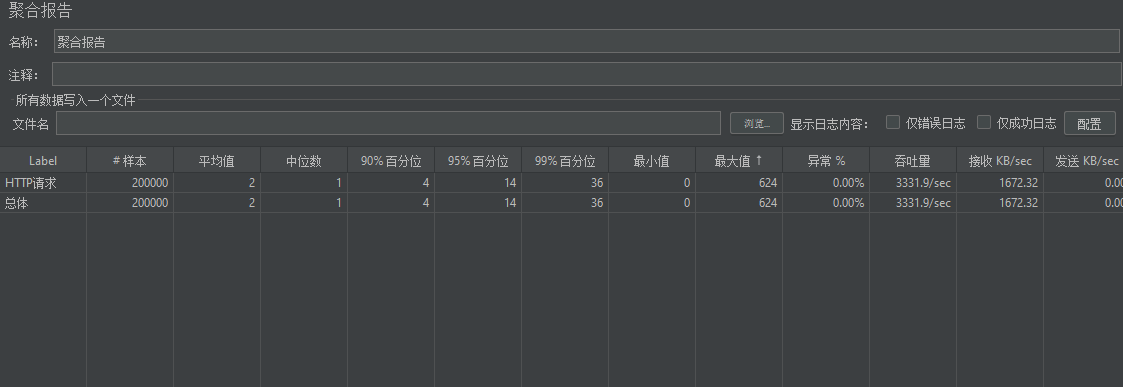 聚合报告
名称： 聚合报告
注释：
所有数据写入一个文件
文件名 浏览... 显示日志内容： 仅错误日志 仅成功日志 配置
Label # 样本 平均值 中位数 90% 百分位 95% 百分位 99% 百分位 最小值 最大值 ↑ 异常 % 吞吐量 接收 KB/sec 发送 KB/sec
HTTP请求 200000 2 1 4 14 36 0 624 0.00% 3331.9/sec 1672.32 0.00
总体 200000 2 1 4 14 36 0 624 0.00% 3331.9/sec 1672.32 0.00